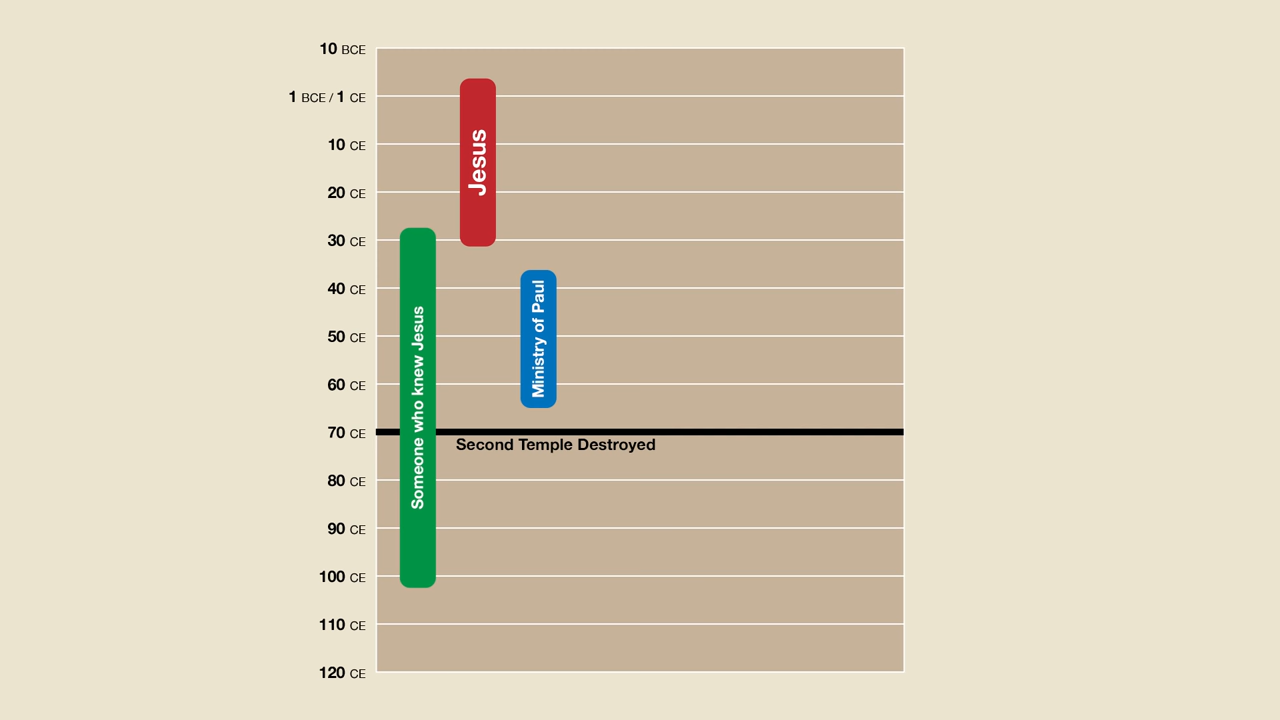 10 BCE
1 BCE / 1 CE
10 CE
20 CE
30 CE
40 CE
50 CE
60 CE
70 CE
80 CE
90 CE
100 CE
110 CE
120 CE
Someone who knew Jesus
Jesus
Ministry of Paul
Second Temple Destroyed